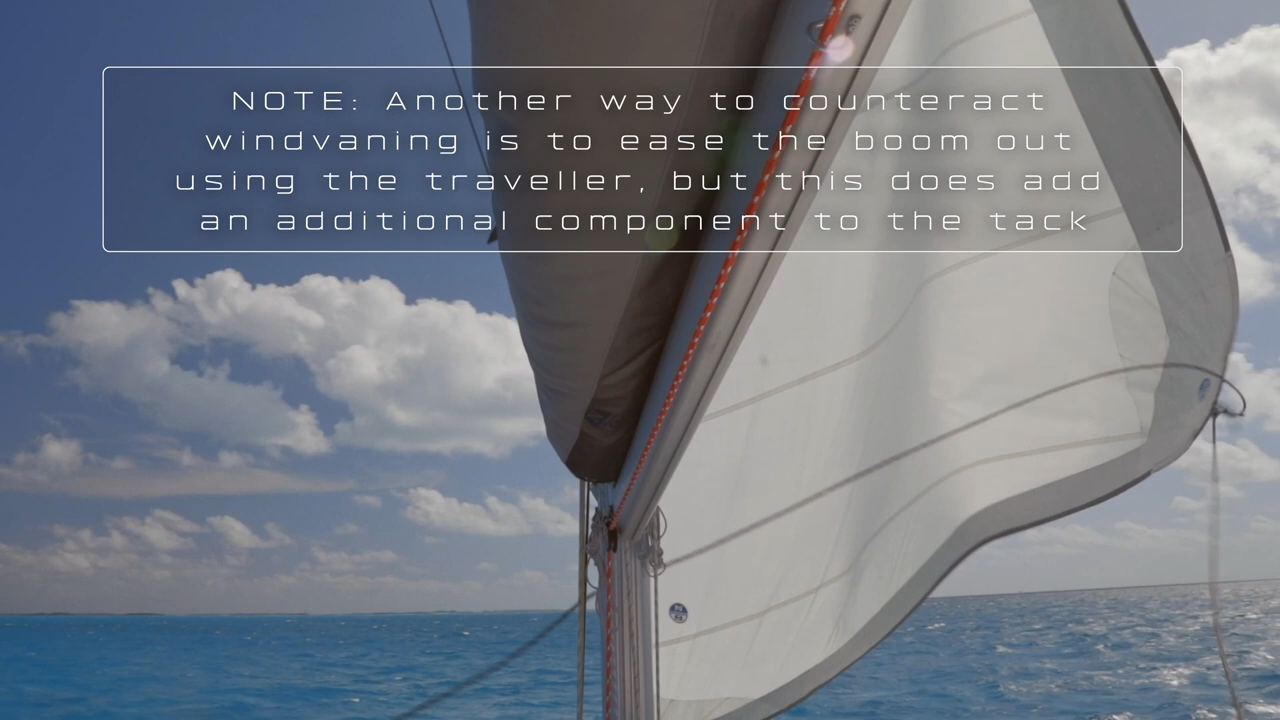 NOTE: Another way to counteract
windvaning is to ease the boom out
using the traveller, but this does add
an additional component to the tack